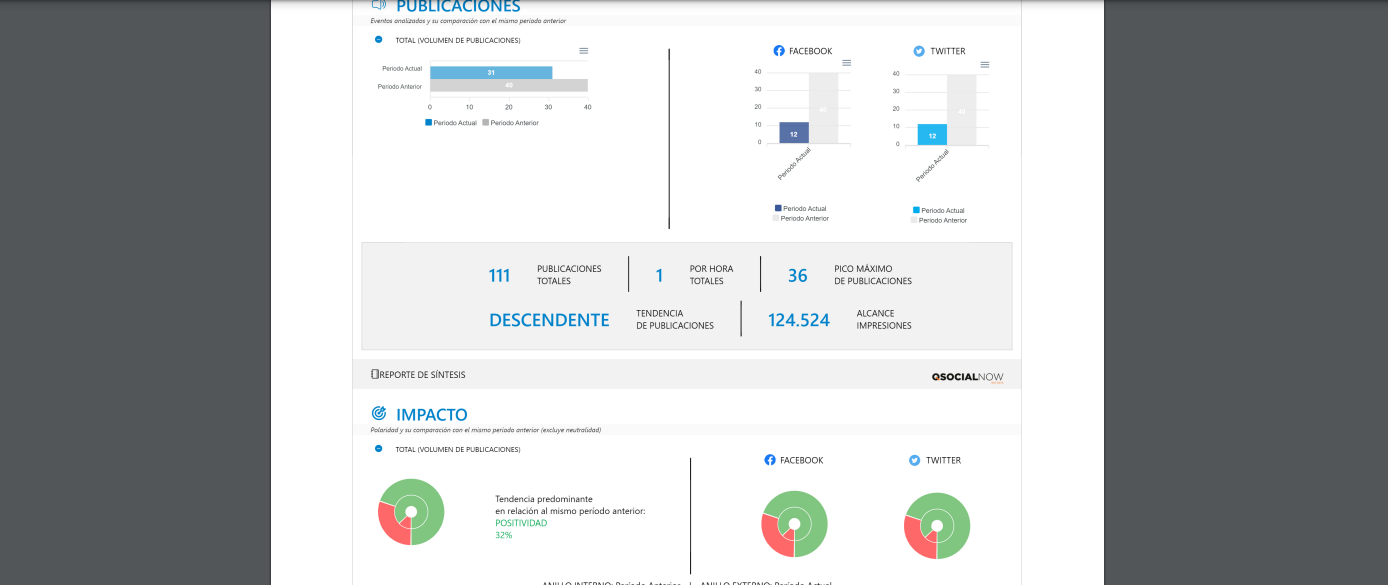 PUBLICACIONES
Eventos analizados y su comparación con el mismo periodo anterior
TOTAL (VOLUMEN DE PUBLICACIONES)
Periodo Actual
31
Periodo Anterior
40
0 10 20 30 40
Periodo Actual Periodo Anterior
FACEBOOK
40
30
20
10
0
12
40
Periodo Actual
Periodo Actual
Periodo Anterior
TWITTER
40
30
20
10
0
12
40
Periodo Actual
Periodo Actual
Periodo Anterior
111 PUBLICACIONES TOTALES
1 POR HORA TOTALES
36 PICO MÁXIMO DE PUBLICACIONES
DESCENDENTE TENDENCIA DE PUBLICACIONES
124.524 ALCANCE IMPRESIONES
REPORTE DE SÍNTESIS
QSOCIALNOW
IMPACTO
Polaridad y su comparación con el mismo periodo anterior (excluye neutralidad)
TOTAL (VOLUMEN DE PUBLICACIONES)
Tendencia predominante
en relación al mismo período anterior:
POSITIVIDAD
32%
FACEBOOK
TWITTER
ANILLO INTERNO: Periodo Anterior | ANILLO EXTERNO: Periodo Actual